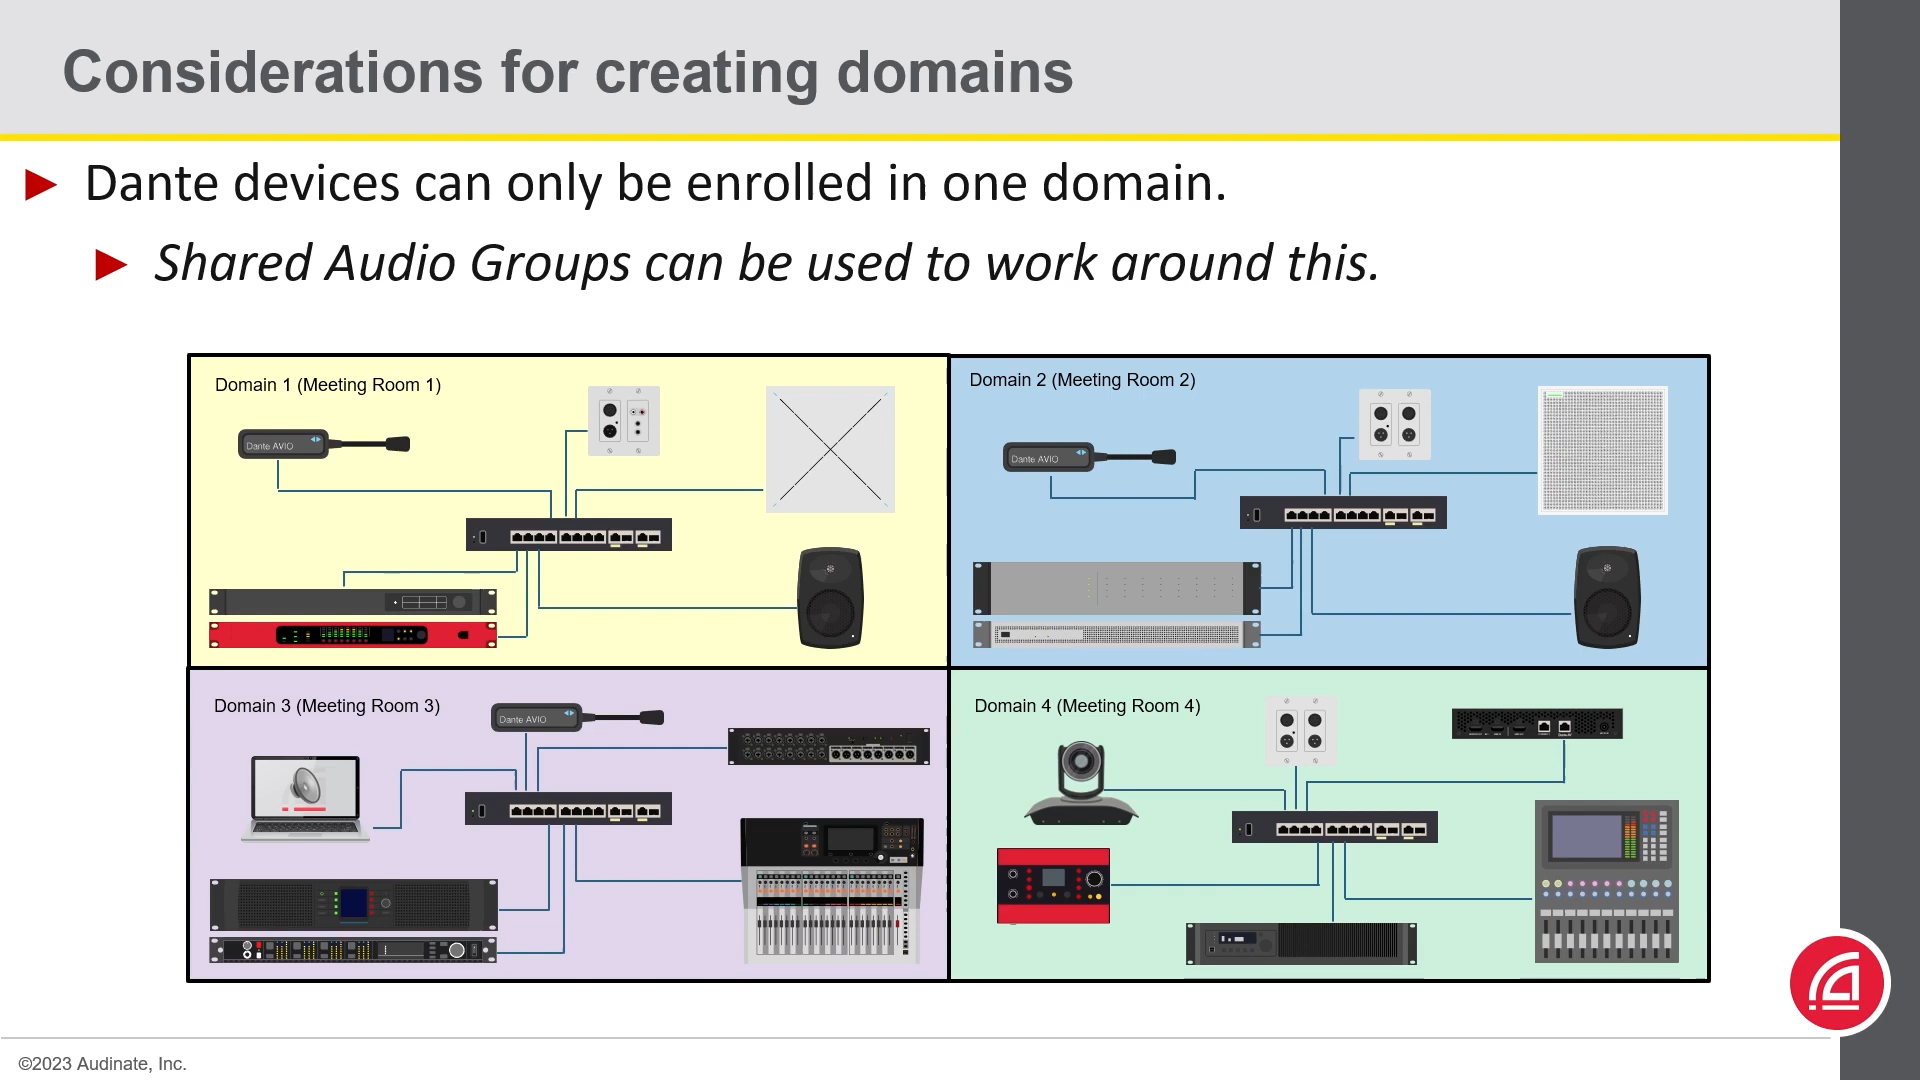 Considerations for creating domains
Dante devices can only be enrolled in one domain.
Shared Audio Groups can be used to work around this.
Domain 1 (Meeting Room 1)
Dante AVIO
Domain 2 (Meeting Room 2)
Dante AVIO
Domain 3 (Meeting Room 3)
Dante AVIO
Domain 4 (Meeting Room 4)
©2023 Audinate, Inc.